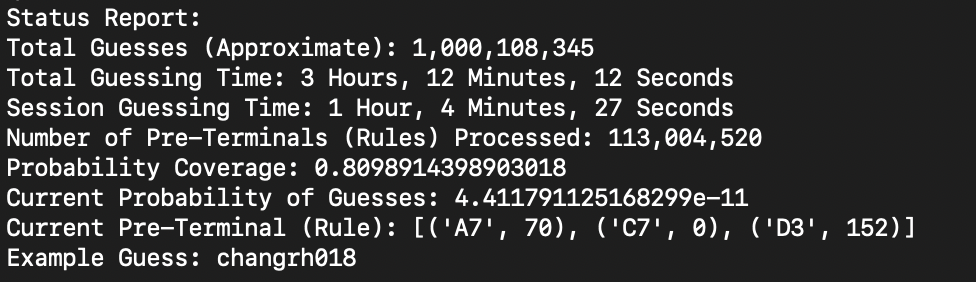 Status Report:
Total Guesses (Approximate): 1,000,108,345
Total Guessing Time: 3 Hours, 12 Minutes, 12 Seconds
Session Guessing Time: 1 Hour, 4 Minutes, 27 Seconds
Number of Pre-Terminals (Rules) Processed: 113,004,520
Probability Coverage: 0.8098914398903018
Current Probability of Guesses: 4.411791125168299e-11
Current Pre-Terminal (Rule): [('A7', 70), ('C7', 0), ('D3', 152)]
Example Guess: changrh018